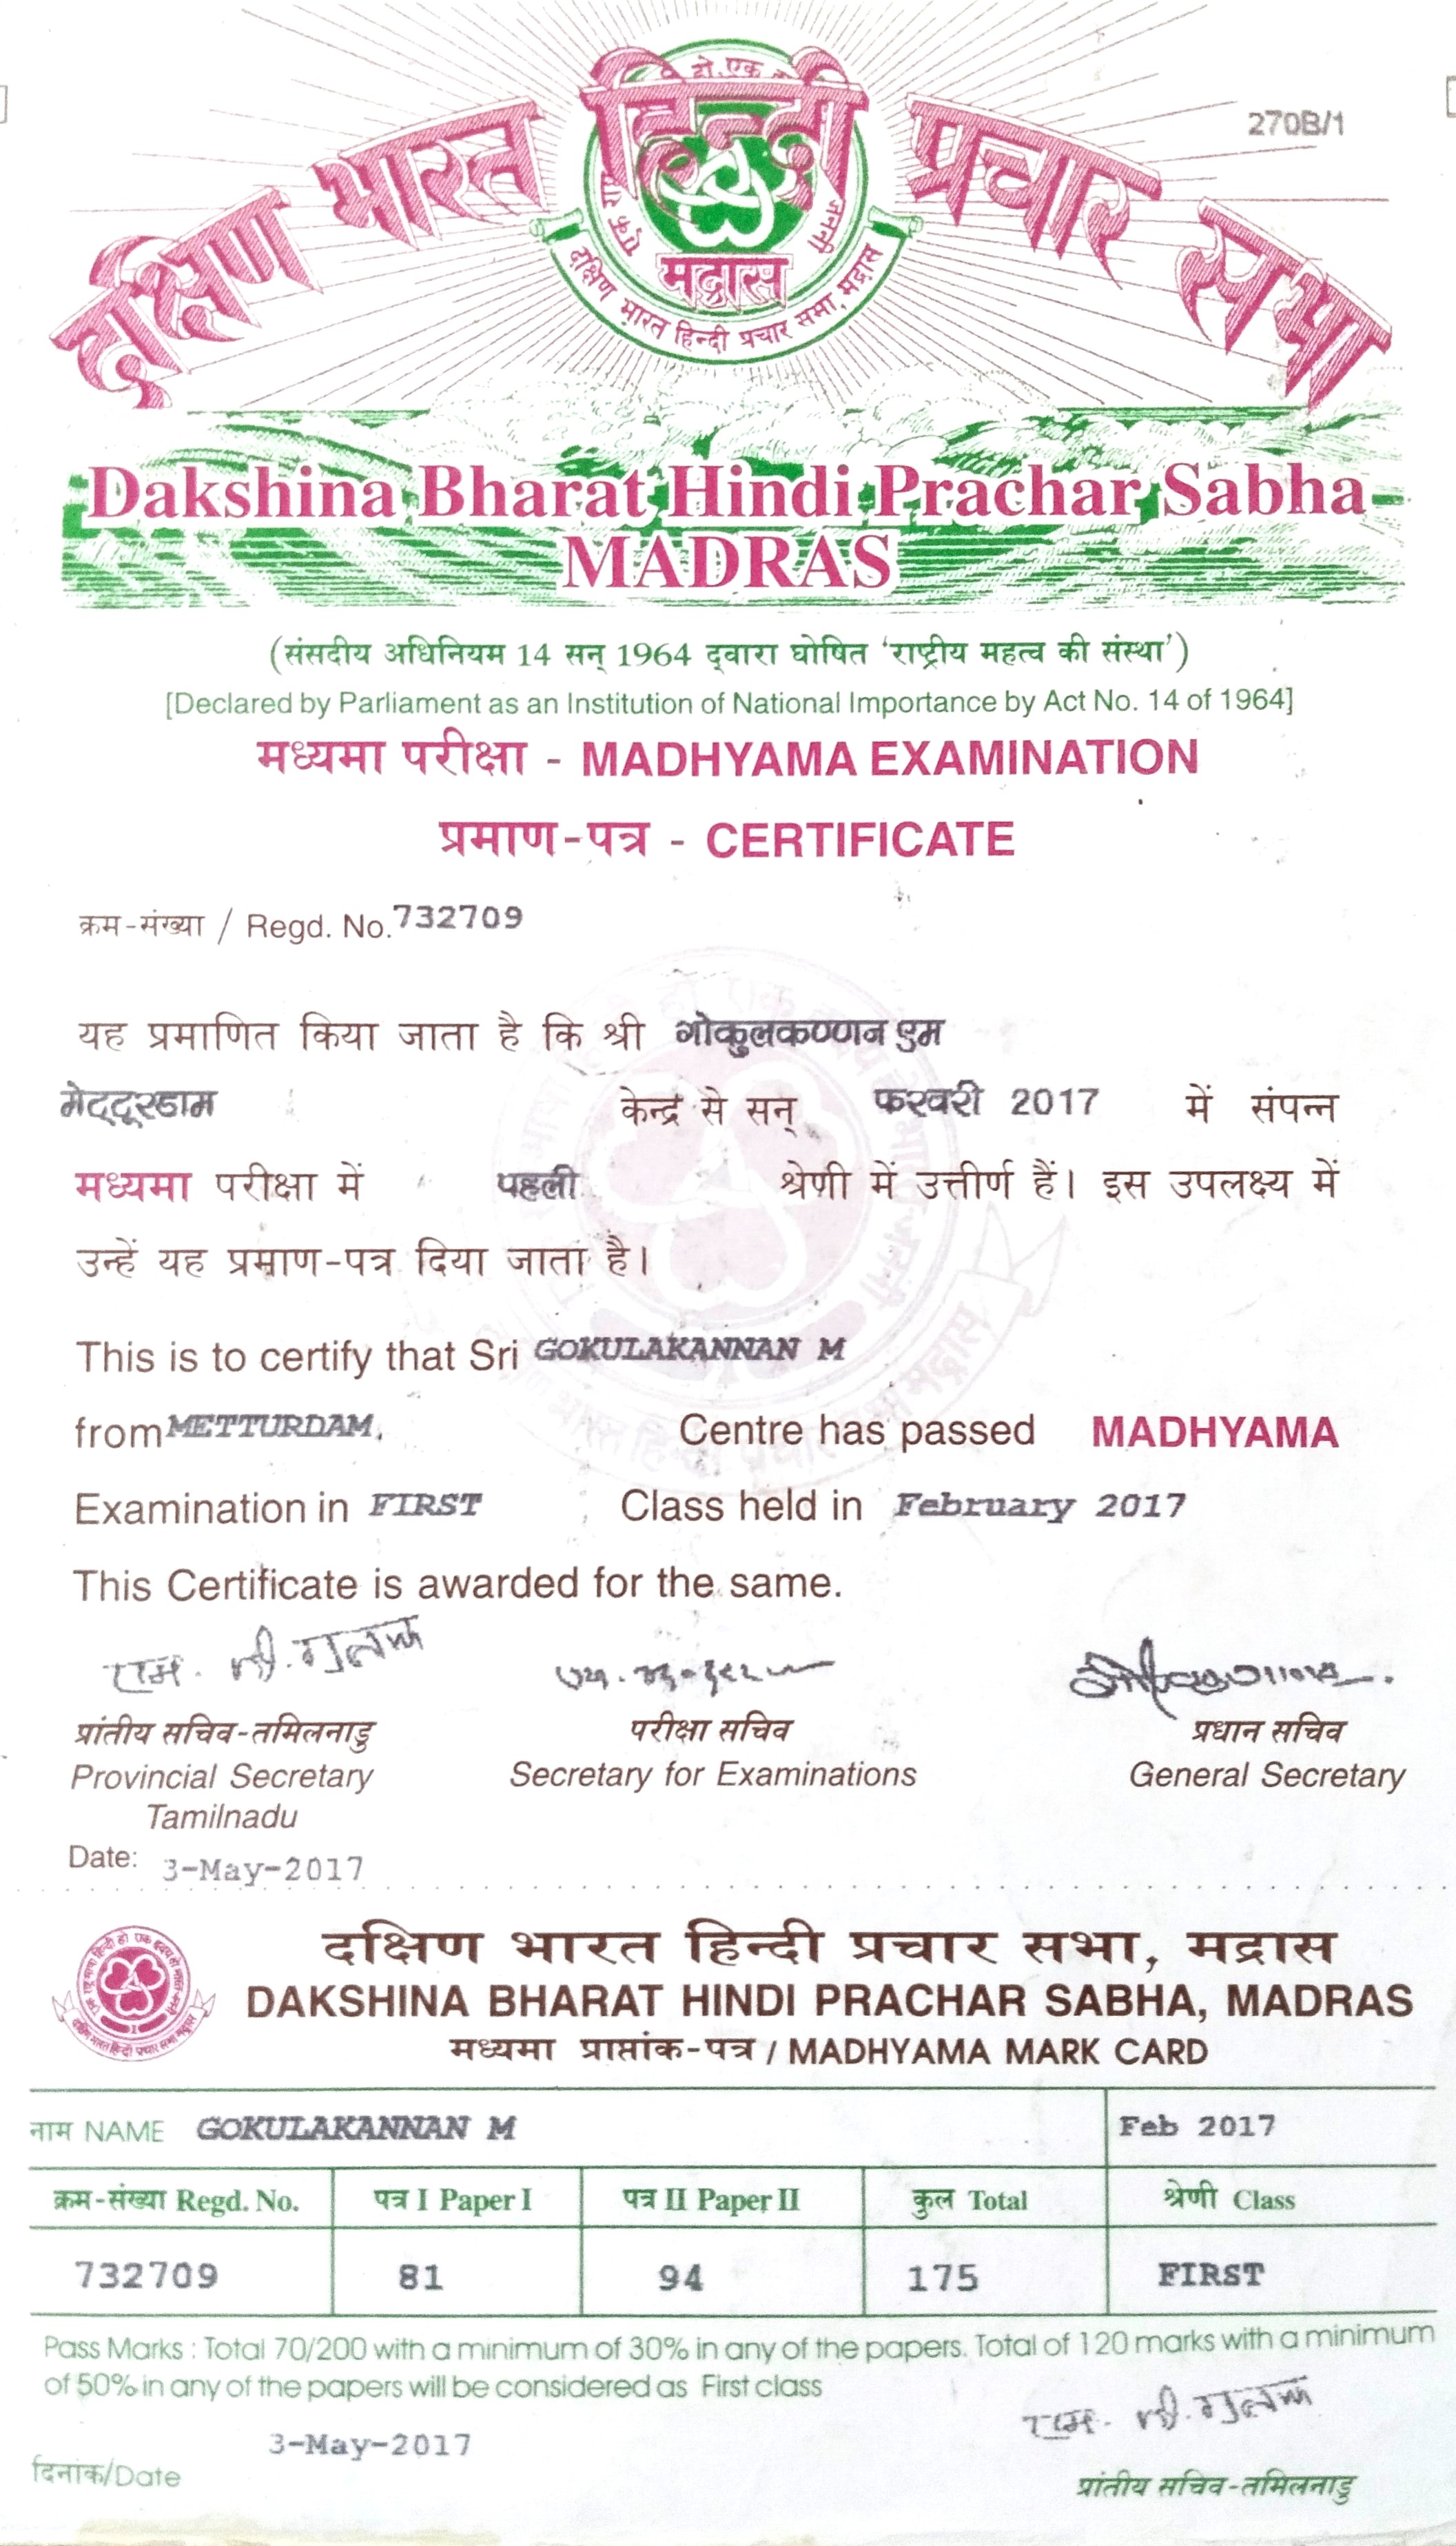 270B/1
दक्षिण भारत हिन्दी प्रचार सभा
मद्रास
दक्षिण भारत हिन्दी प्रचार सभा, मद्रास
Dakshina Bharat Hindi Prachar Sabha
MADRAS
(संसदीय अधिनियम 14 सन् 1964 द्वारा घोषित 'राष्ट्रीय महत्व की संस्था')
[Declared by Parliament as an Institution of National Importance by Act No. 14 of 1964]
मध्यमा परीक्षा - MADHYAMA EXAMINATION
प्रमाण-पत्र - CERTIFICATE
क्रम-संख्या / Regd. No. 732709
यह प्रमाणित किया जाता है कि श्री गोकुलकण्णन एम
मेट्टूरडाम केन्द्र से सन् फरवरी 2017 में संपन्न
मध्यमा परीक्षा में पहली श्रेणी में उत्तीर्ण हैं। इस उपलक्ष्य में
उन्हें यह प्रमाण-पत्र दिया जाता है।
This is to certify that Sri GOKULAKANNAN M
from METTURDAM, Centre has passed MADHYAMA
Examination in FIRST Class held in February 2017
This Certificate is awarded for the same.
प्रांतीय सचिव-तमिलनाडु परीक्षा सचिव प्रधान सचिव
Provincial Secretary Secretary for Examinations General Secretary
Tamilnadu
Date: 3-May-2017
दक्षिण भारत हिन्दी प्रचार सभा, मद्रास
DAKSHINA BHARAT HINDI PRACHAR SABHA, MADRAS
मध्यमा प्राप्तांक-पत्र / MADHYAMA MARK CARD
नाम NAME GOKULAKANNAN M Feb 2017
क्रम-संख्या Regd. No. पत्र I Paper I पत्र II Paper II कुल Total श्रेणी Class
732709 81 94 175 FIRST
Pass Marks : Total 70/200 with a minimum of 30% in any of the papers. Total of 120 marks with a minimum
of 50% in any of the papers will be considered as First class
3-May-2017
दिनांक/Date
प्रांतीय सचिव-तमिलनाडु